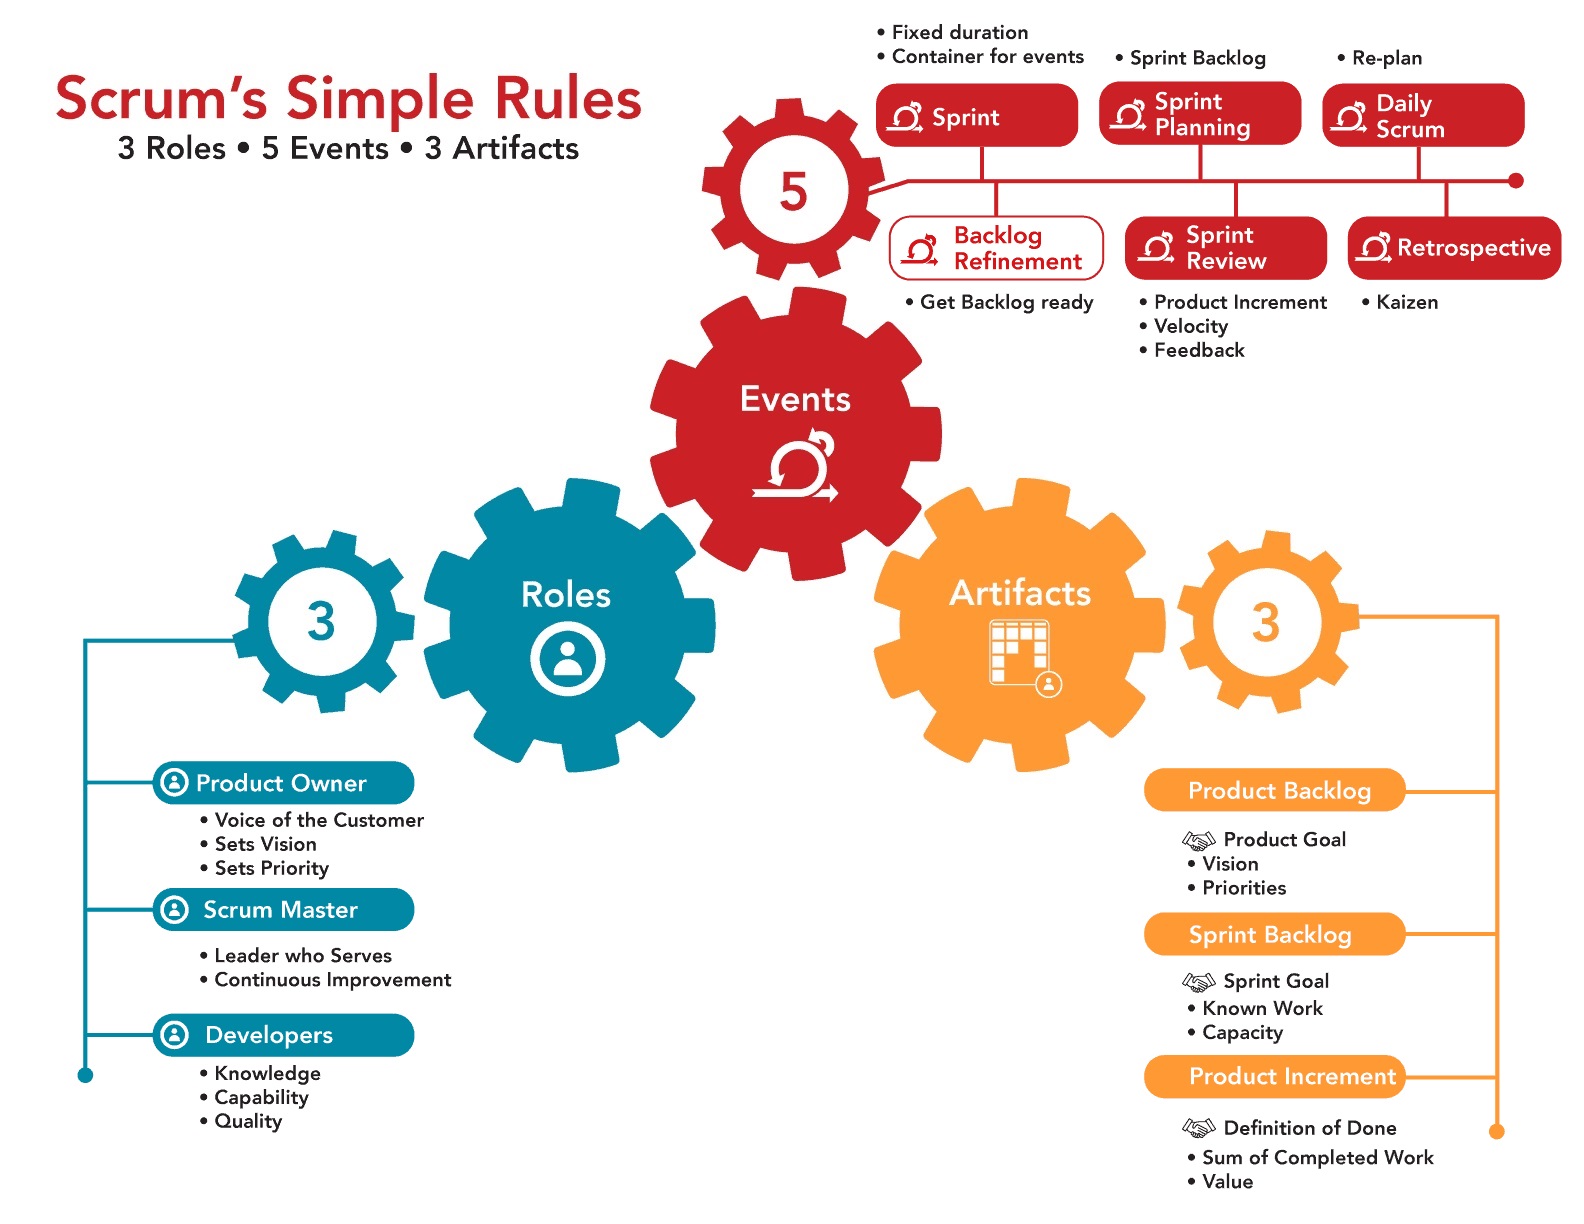 Scrum's Simple Rules
3 Roles • 5 Events • 3 Artifacts
5
• Fixed duration
• Container for events
Sprint
• Sprint Backlog
Sprint
Planning
• Re-plan
Daily
Scrum
Backlog
Refinement
• Get Backlog ready
Sprint
Review
• Product Increment
• Velocity
• Feedback
Retrospective
• Kaizen
Events
Roles
Artifacts
3
Product Owner
• Voice of the Customer
• Sets Vision
• Sets Priority
Scrum Master
• Leader who Serves
• Continuous Improvement
Developers
• Knowledge
• Capability
• Quality
3
Product Backlog
Product Goal
• Vision
• Priorities
Sprint Backlog
Sprint Goal
• Known Work
• Capacity
Product Increment
Definition of Done
• Sum of Completed Work
• Value